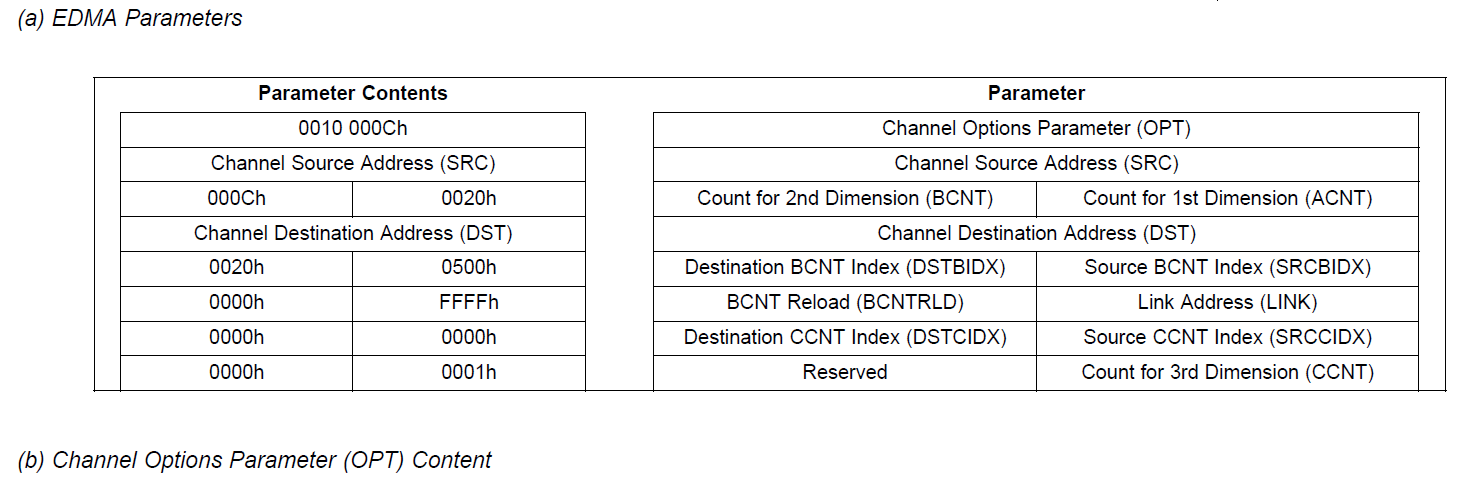 (a) EDMA Parameters
Parameter Contents Parameter
0010 000Ch Channel Options Parameter (OPT)
Channel Source Address (SRC) Channel Source Address (SRC)
000Ch 0020h Count for 2nd Dimension (BCNT) Count for 1st Dimension (ACNT)
Channel Destination Address (DST) Channel Destination Address (DST)
0020h 0500h Destination BCNT Index (DSTBIDX) Source BCNT Index (SRCBIDX)
0000h FFFFh BCNT Reload (BCNTRLD) Link Address (LINK)
0000h 0000h Destination CCNT Index (DSTCIDX) Source CCNT Index (SRCCIDX)
0000h 0001h Reserved Count for 3rd Dimension (CCNT)
(b) Channel Options Parameter (OPT) Content